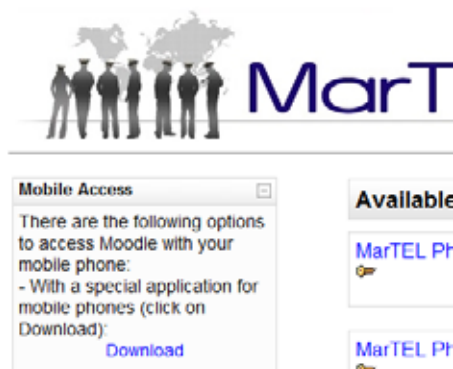 MarT
Mobile Access
There are the following options
to access Moodle with your
mobile phone:
- With a special application for
mobile phones (click on
Download):
Download
Available
MarTEL Ph
MarTEL Ph